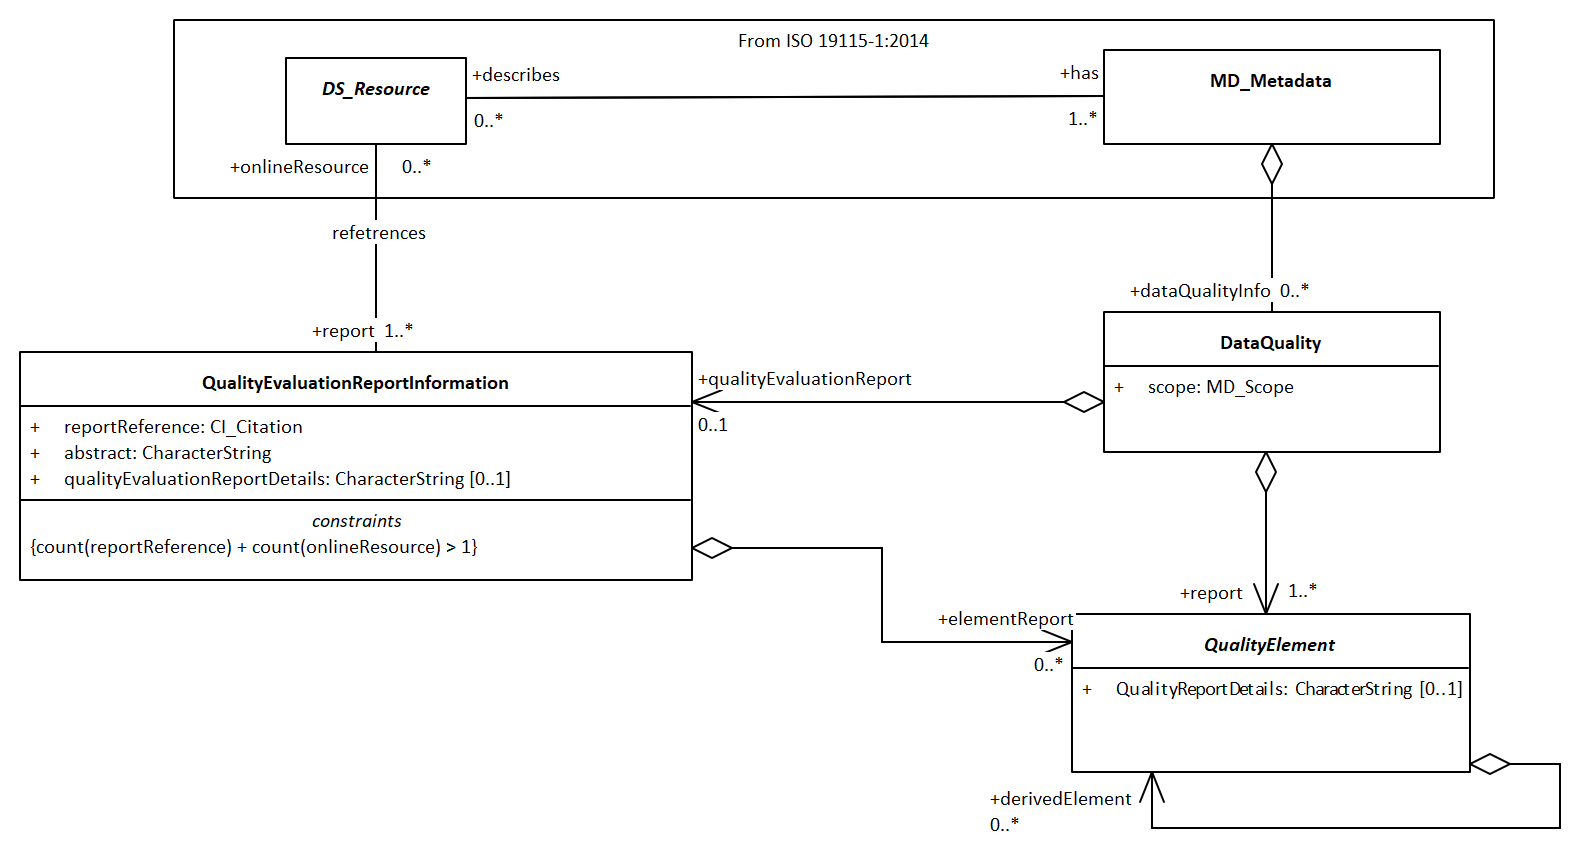 From ISO 19115-1:2014
DS_Resource
+describes
0..*
+has
1..*
MD_Metadata
+onlineResource 0..*
refetrences
+report 1..*
+dataQualityInfo 0..*
DataQuality
+ scope: MD_Scope
QualityEvaluationReportInformation
+ reportReference: CI_Citation
+ abstract: CharacterString
+ qualityEvaluationReportDetails: CharacterString [0..1]
constraints
{count(reportReference) + count(onlineResource) > 1}
+qualityEvaluationReport
0..1
+report 1..*
+elementReport
0..*
QualityElement
+ QualityReportDetails: CharacterString [0..1]
+derivedElement
0..*